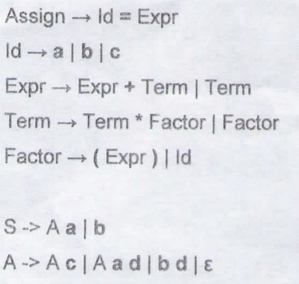 Assign → Id = Expr
Id → a | b | c
Expr → Expr + Term | Term
Term → Term * Factor | Factor
Factor → ( Expr ) | Id
S -> A a | b
A -> A c | A a d | b d | ε